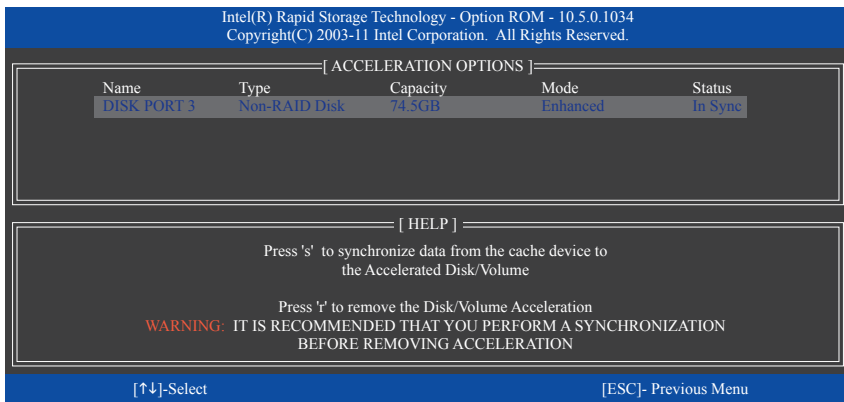 Intel(R) Rapid Storage Technology - Option ROM - 10.5.0.1034
Copyright(C) 2003-11 Intel Corporation.  All Rights Reserved.
[ ACCELERATION OPTIONS ]
Name Type Capacity Mode Status
DISK PORT 3 Non-RAID Disk 74.5GB Enhanced In Sync
[ HELP ]
Press 's'  to synchronize data from the cache device to
the Accelerated Disk/Volume
Press 'r' to remove the Disk/Volume Acceleration
WARNING:  IT IS RECOMMENDED THAT YOU PERFORM A SYNCHRONIZATION
BEFORE REMOVING ACCELERATION
[↑↓]-Select [ESC]- Previous Menu